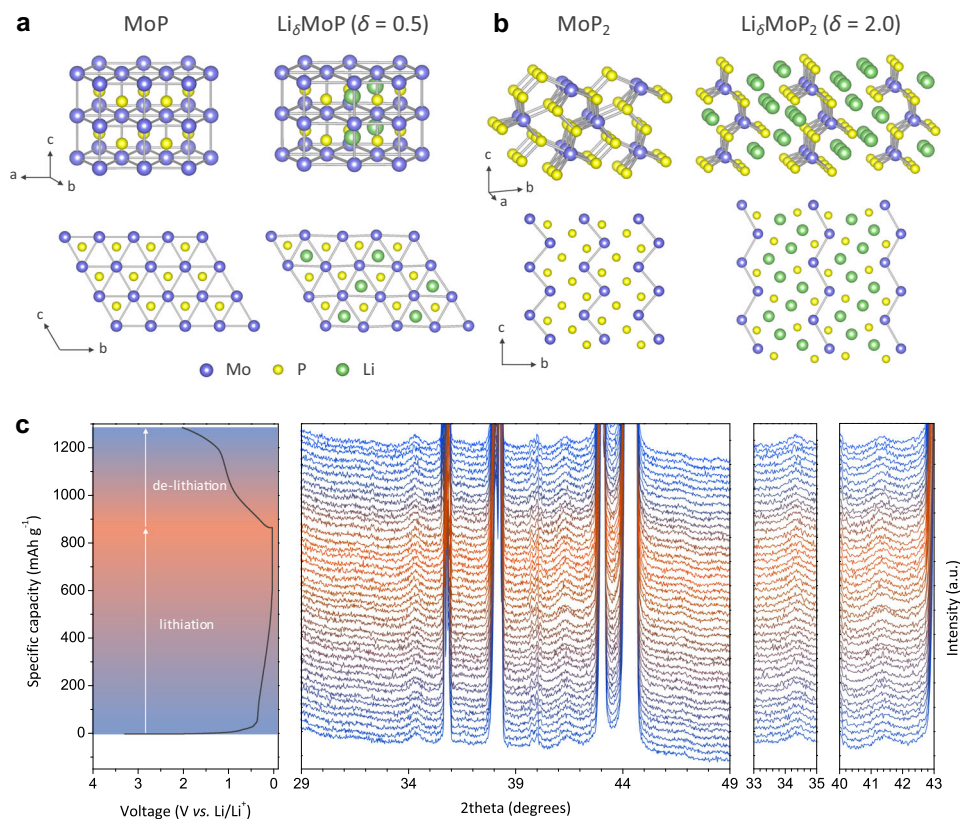 a
MoP
LiδMoP (δ = 0.5)
b
MoP₂
LiδMoP₂ (δ = 2.0)
c
a
b
c
a
b
c
b
c
b
Mo
P
Li
c
1200
1000
800
600
400
200
0
Specific capacity (mAh g⁻¹)
de-lithiation
lithiation
4
3
2
1
0
Voltage (V vs. Li/Li⁺)
29
34
39
44
49
2theta (degrees)
33
34
35
40
41
42
43
Intensity (a.u.)